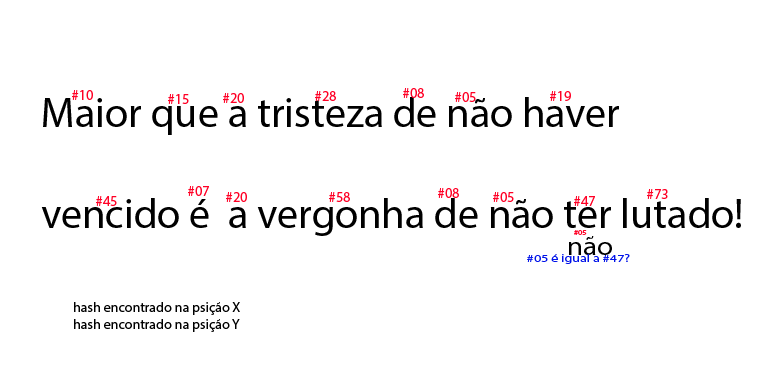 #10 #15 #20 #28 #08 #05 #19
Maior que a tristeza de não haver
#45 #07 #20 #58 #08 #05 #47 #73
vencido é a vergonha de não ter lutado!
#05
não
#05 é igual a #47?
hash encontrado na psição X
hash encontrado na psição Y